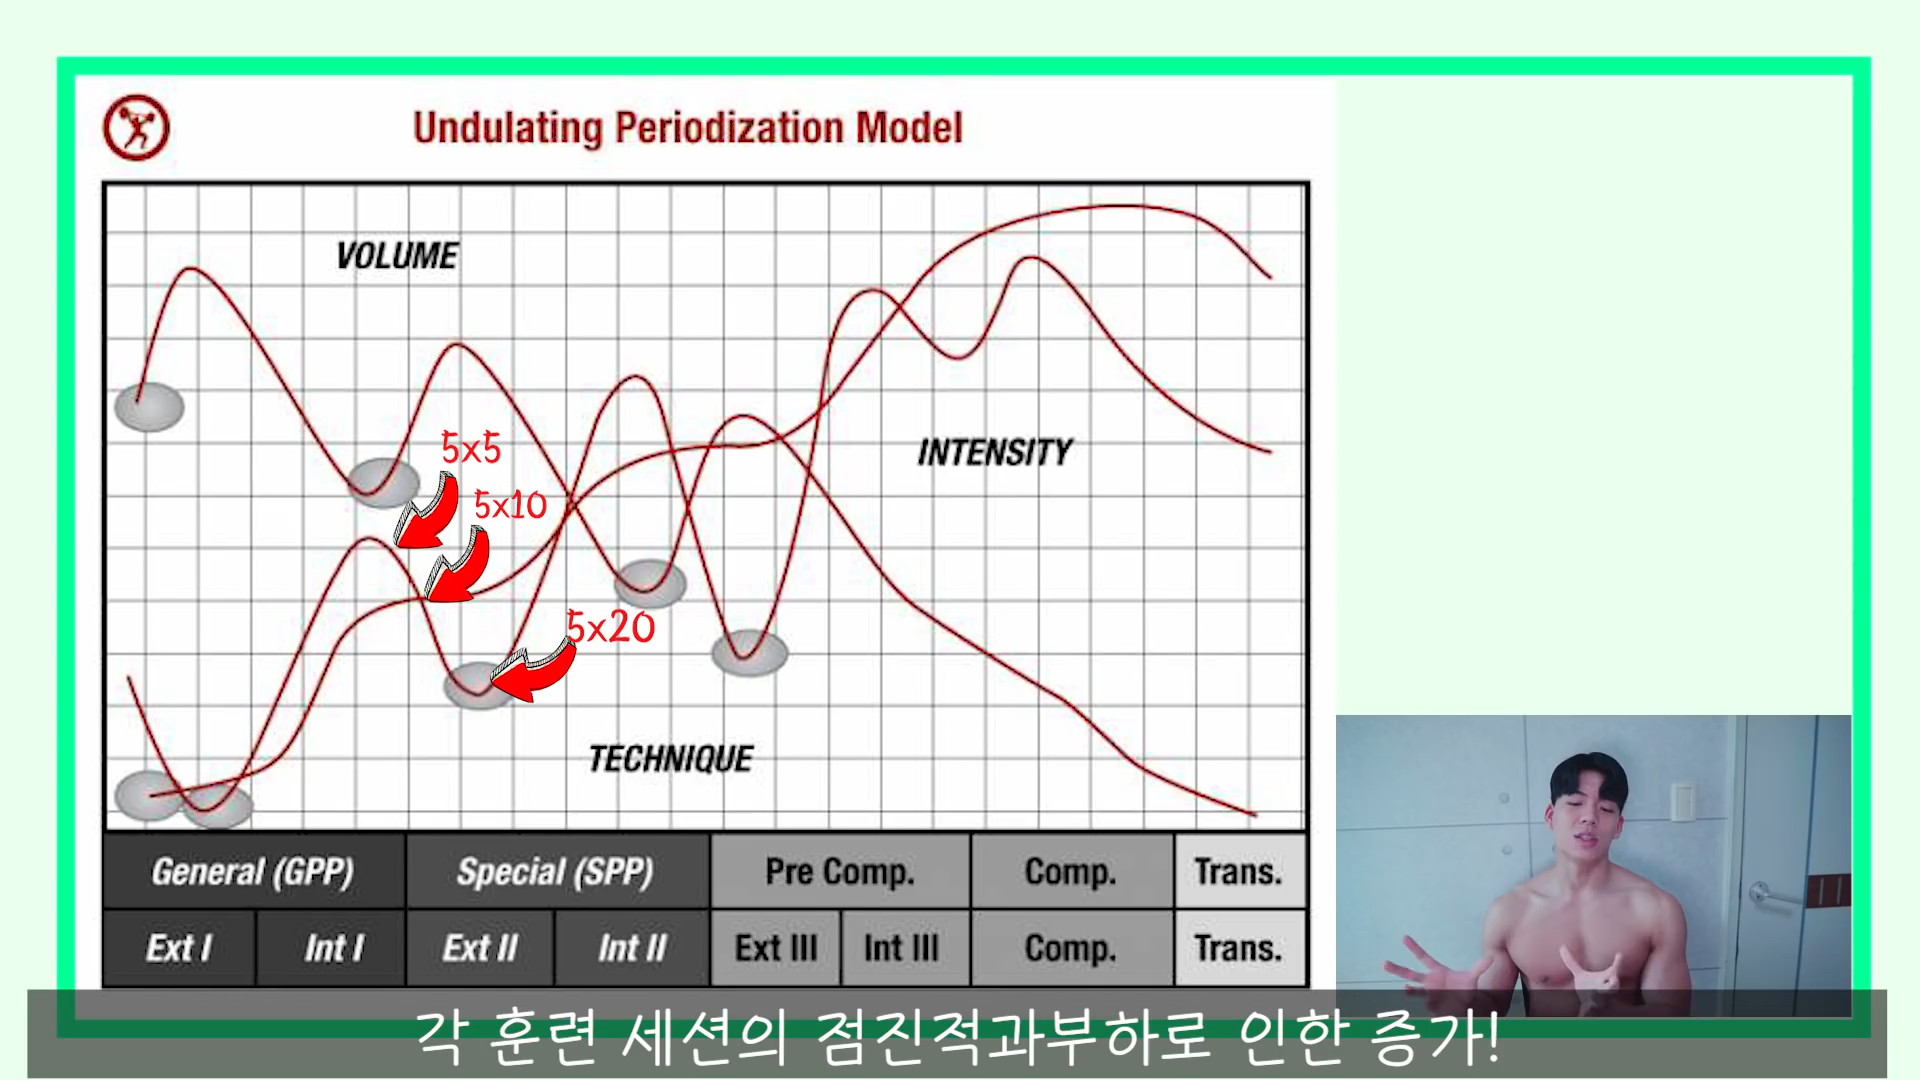 Undulating Periodization Model
VOLUME
5x5
5x10
INTENSITY
5x20
TECHNIQUE
General (GPP) Special (SPP) Pre Comp. Comp. Trans.
Ext I Int I Ext II Int II Ext III Int III Comp. Trans.
각 훈련 세션의 점진적과부하로 인한 증가!